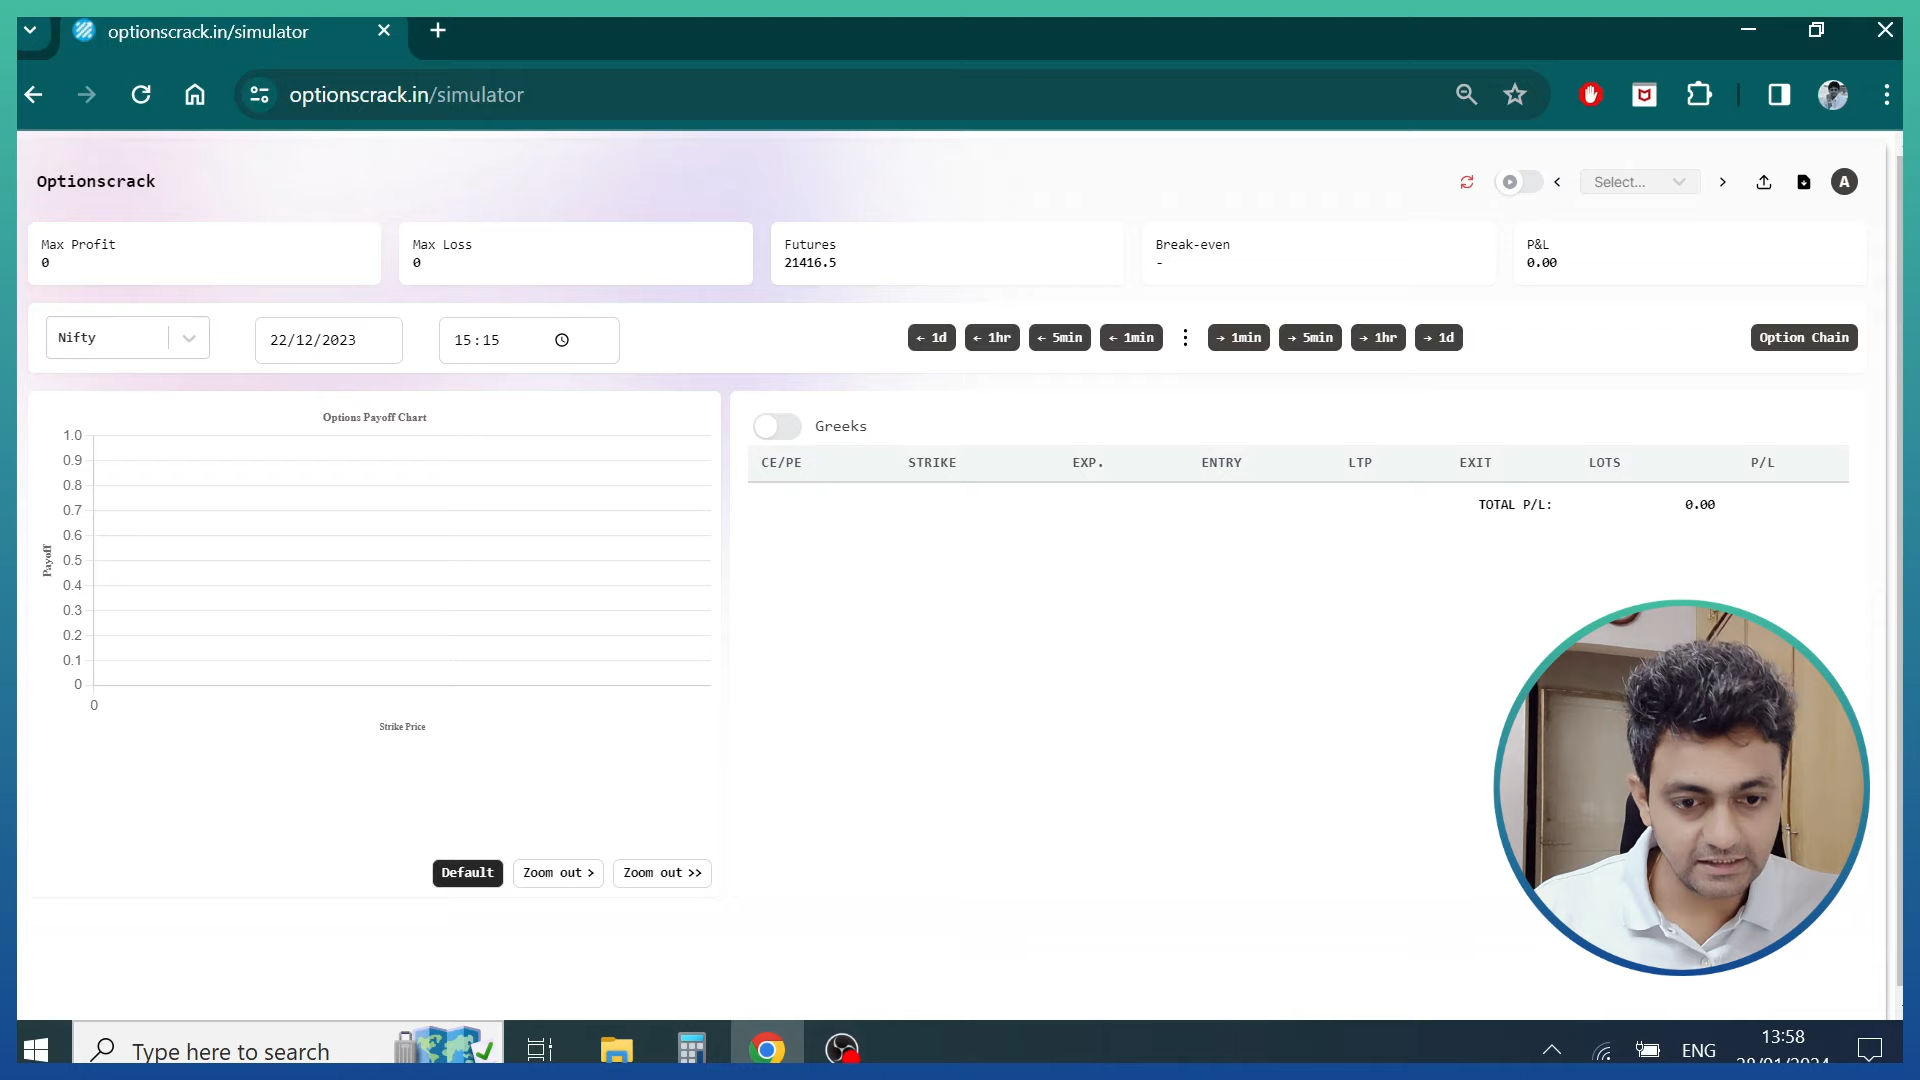 optionscrack.in/simulator
optionscrack.in/simulator
Optionscrack
Select...
A
Max Profit
0
Max Loss
0
Futures
21416.5
Break-even
-
P&L
0.00
Nifty
22/12/2023
15:15
← 1d
← 1hr
← 5min
← 1min
→ 1min
→ 5min
→ 1hr
→ 1d
Option Chain
Options Payoff Chart
1.0
0.9
0.8
0.7
0.6
0.5
0.4
0.3
0.2
0.1
0
0
Payoff
Strike Price
Default
Zoom out >
Zoom out >>
Greeks
CE/PE STRIKE EXP. ENTRY LTP EXIT LOTS P/L
TOTAL P/L: 0.00
Type here to search
ENG
13:58
28/01/2024